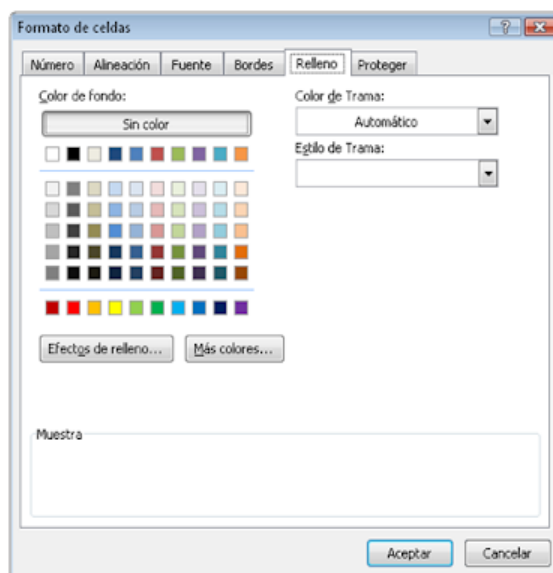 Formato de celdas
Número Alineación Fuente Bordes Relleno Proteger
Color de fondo:
Sin color
Efectos de relleno...
Más colores...
Color de Trama:
Automático
Estilo de Trama:
Muestra
Aceptar Cancelar